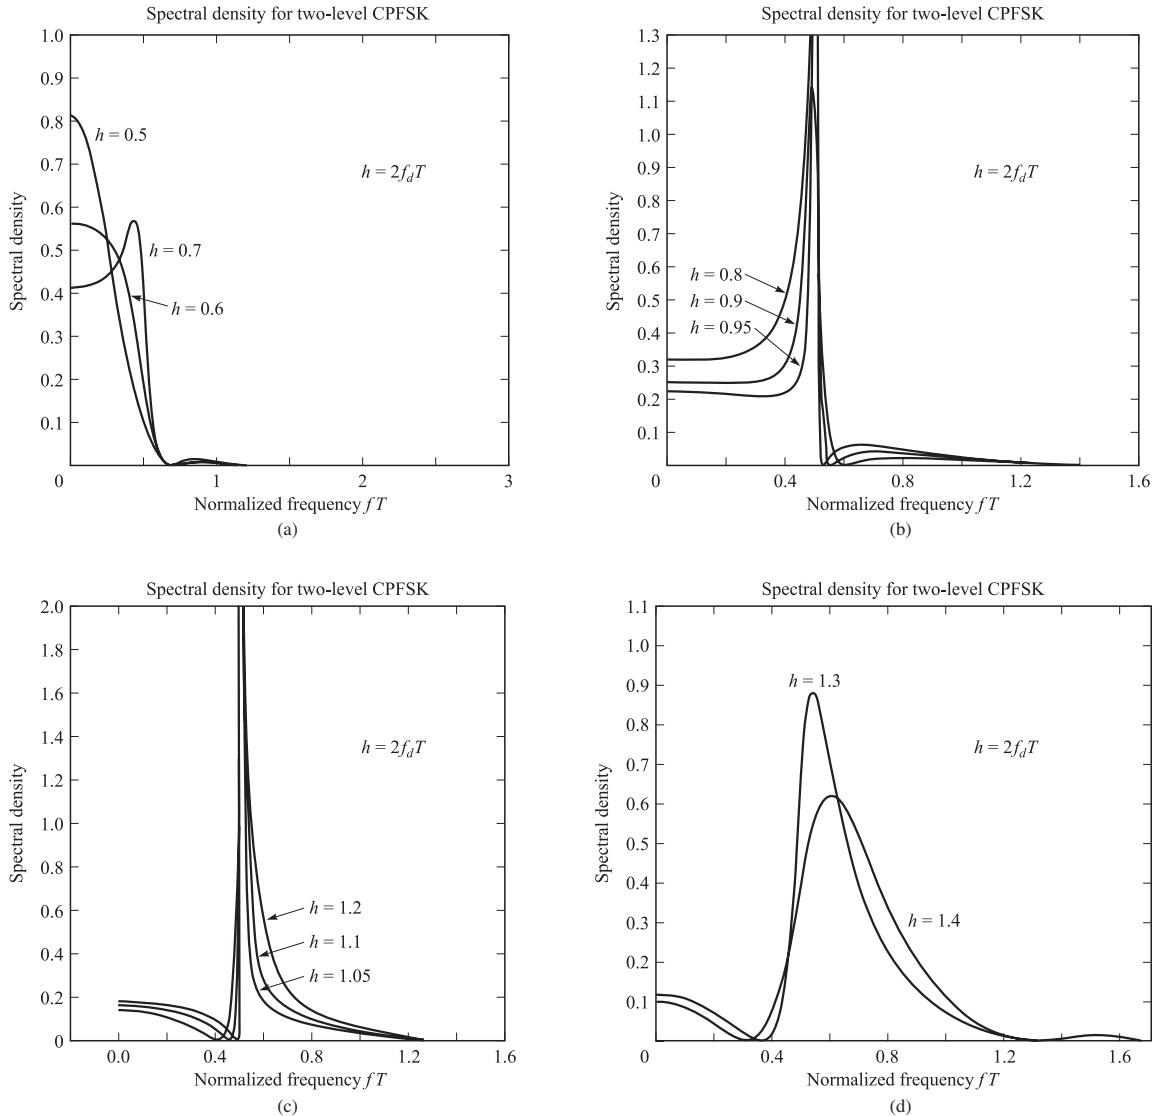 Spectral density for two-level CPFSK
1.0
0.9
0.8
0.7
0.6
0.5
0.4
0.3
0.2
0.1
Spectral density
h = 0.5
h = 2f_dT
h = 0.7
h = 0.6
0
1
2
3
Normalized frequency f T
(a)
Spectral density for two-level CPFSK
1.3
1.2
1.1
1.0
0.9
0.8
0.7
0.6
0.5
0.4
0.3
0.2
0.1
Spectral density
h = 2f_dT
h = 0.8
h = 0.9
h = 0.95
0
0.4
0.8
1.2
1.6
Normalized frequency f T
(b)
Spectral density for two-level CPFSK
2.0
1.8
1.6
1.4
1.2
1.0
0.8
0.6
0.4
0.2
0
Spectral density
h = 2f_dT
h = 1.2
h = 1.1
h = 1.05
0.0
0.4
0.8
1.2
1.6
Normalized frequency f T
(c)
Spectral density for two-level CPFSK
1.1
1.0
0.9
0.8
0.7
0.6
0.5
0.4
0.3
0.2
0.1
Spectral density
h = 1.3
h = 2f_dT
h = 1.4
0
0.4
0.8
1.2
1.6
Normalized frequency f T
(d)